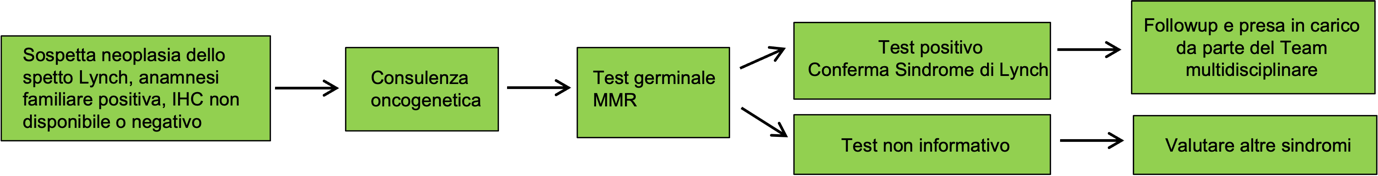 Sospetta neoplasia dello
spetto Lynch, anamnesi
familiare positiva, IHC non
disponibile o negativo
Consulenza
oncogenetica
Test germinale
MMR
Test positivo
Conferma Sindrome di Lynch
Followup e presa in carico
da parte del Team
multidisciplinare
Test non informativo
Valutare altre sindromi